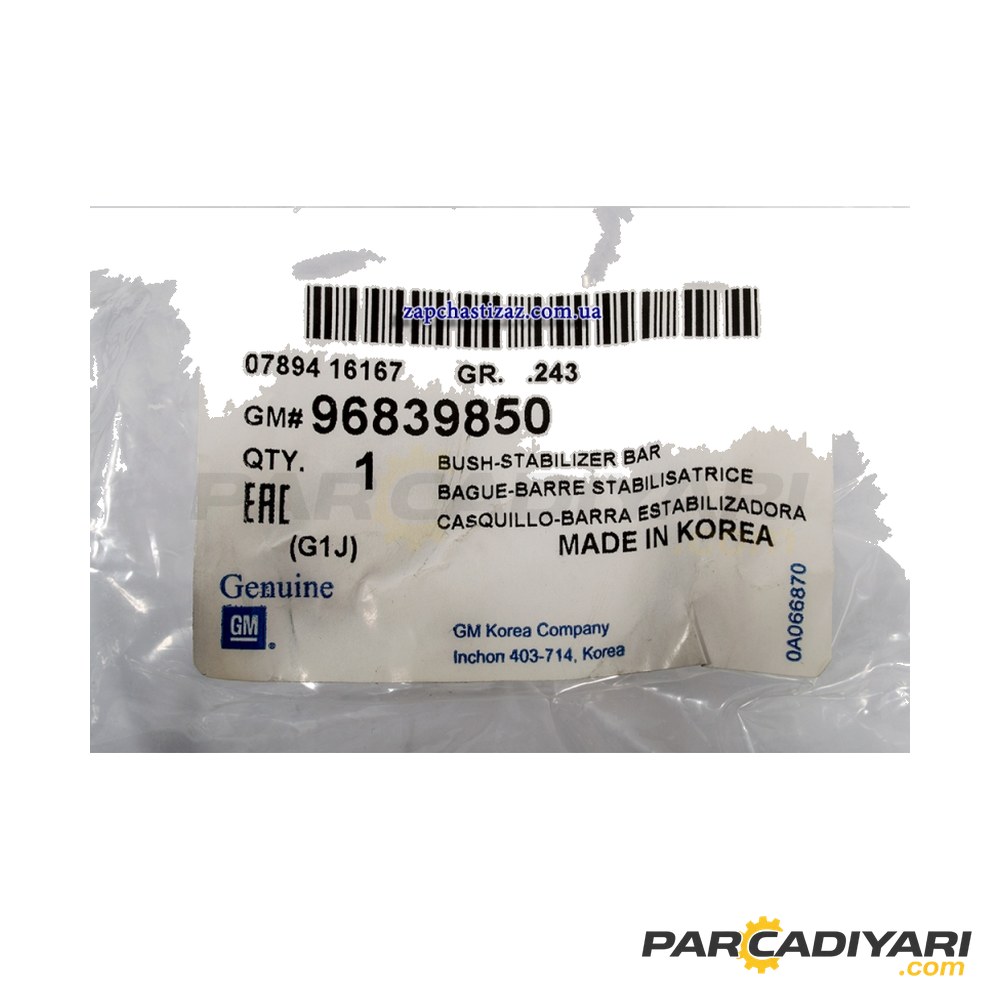 zapchastizaz.com.ua
07894 16167 GR. .243
GM# 96839850
QTY. 1 BUSH-STABILIZER BAR
BAGUE-BARRE STABILISATRICE
EAC CASQUILLO-BARRA ESTABILIZADORA
(G1J) MADE IN KOREA
Genuine
GM
GM Korea Company
Inchon 403-714, Korea
0A066870
PARCADIYARI
PARCADIYARI
.com